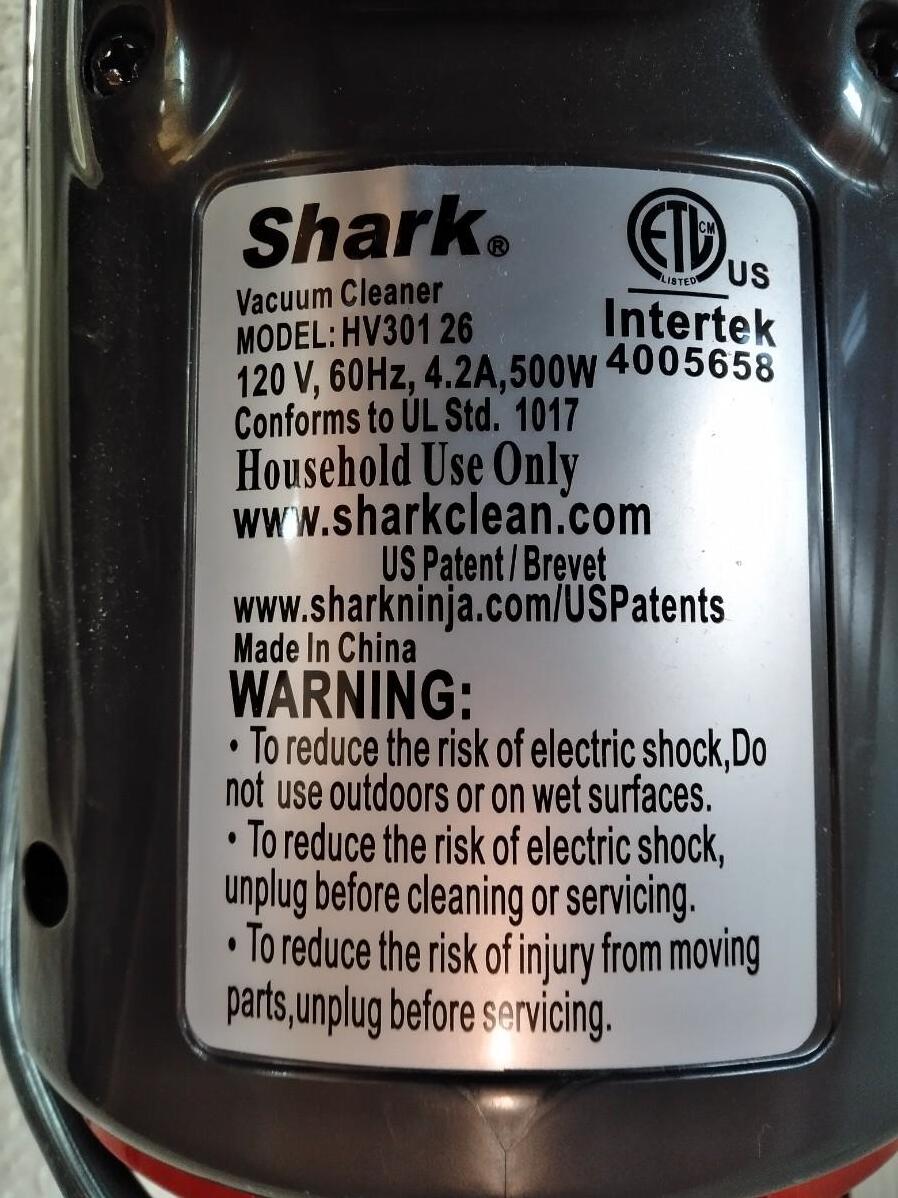 Shark®
ETL CM
LISTED
US
Intertek
4005658
Vacuum Cleaner
MODEL: HV301 26
120 V, 60Hz, 4.2A,500W
Conforms to UL Std. 1017
Household Use Only
www.sharkclean.com
US Patent / Brevet
www.sharkninja.com/USPatents
Made In China
WARNING:
• To reduce the risk of electric shock,Do
not use outdoors or on wet surfaces.
• To reduce the risk of electric shock,
unplug before cleaning or servicing.
• To reduce the risk of injury from moving
parts,unplug before servicing.